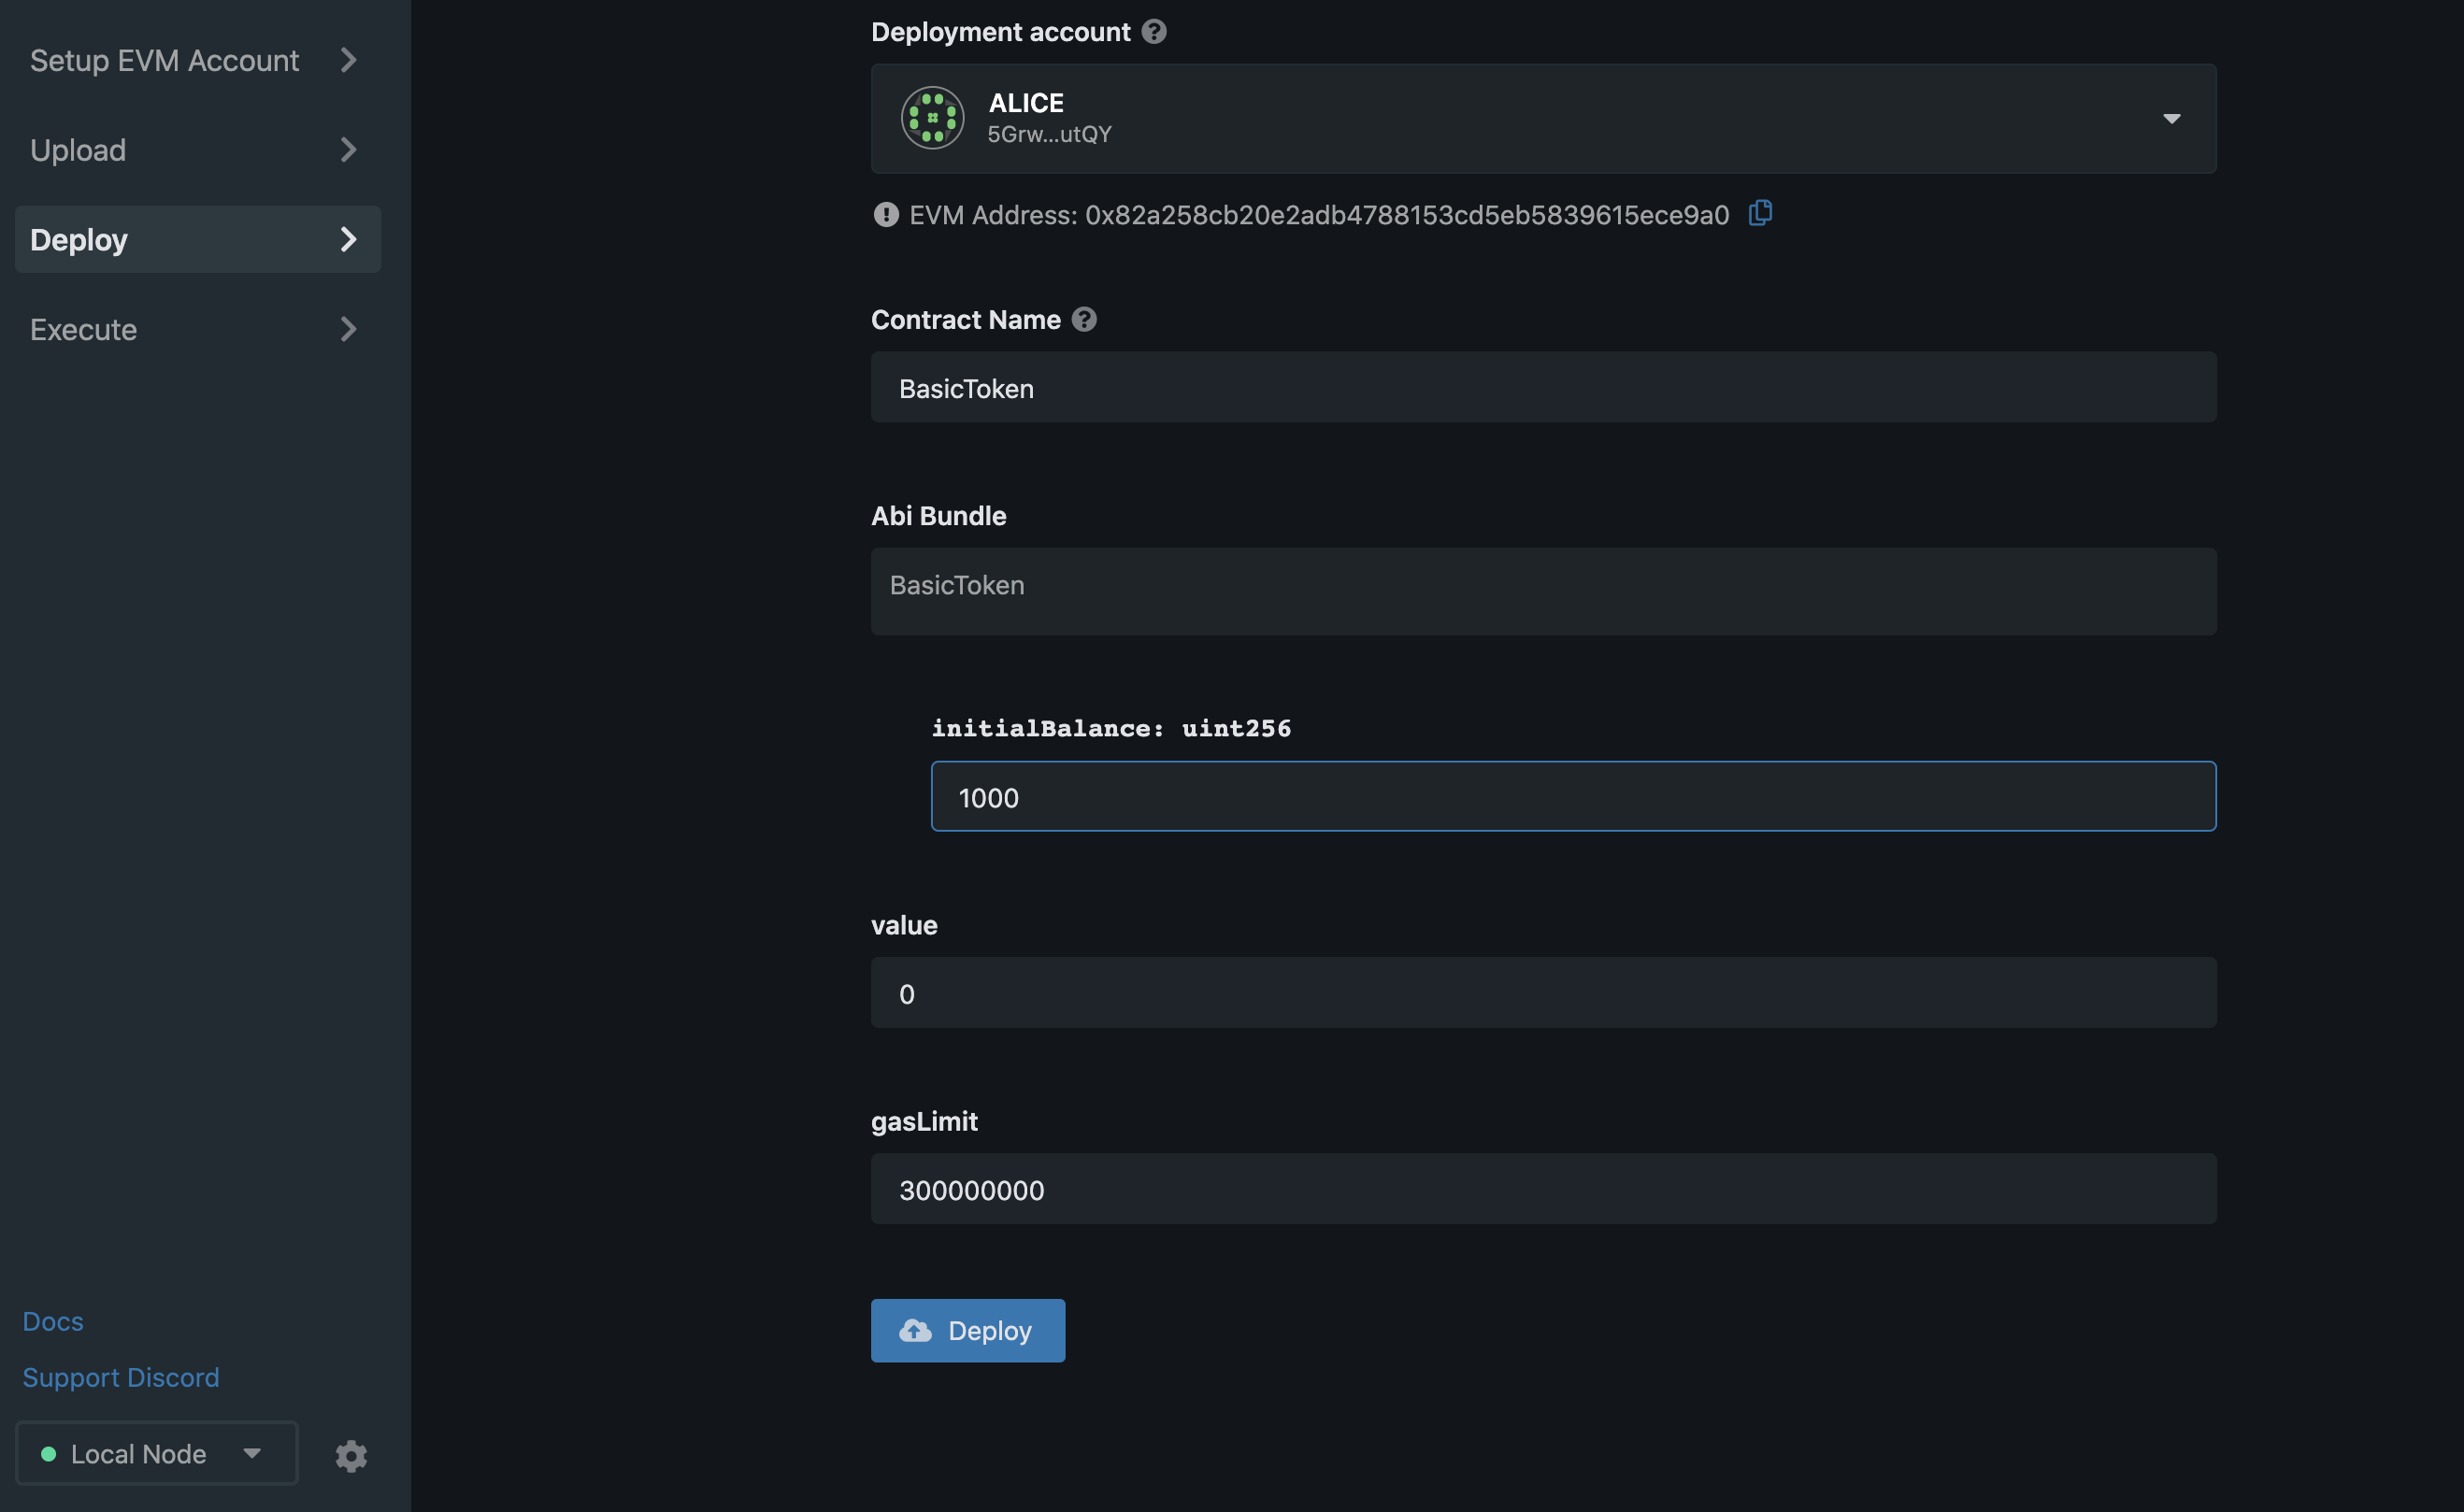 Setup EVM Account
Upload
Deploy
Execute
Docs
Support Discord
Local Node
Deployment account
ALICE
5Grw...utQY
EVM Address: 0x82a258cb20e2adb4788153cd5eb5839615ece9a0
Contract Name
BasicToken
Abi Bundle
BasicToken
initialBalance: uint256
1000
value
0
gasLimit
300000000
Deploy